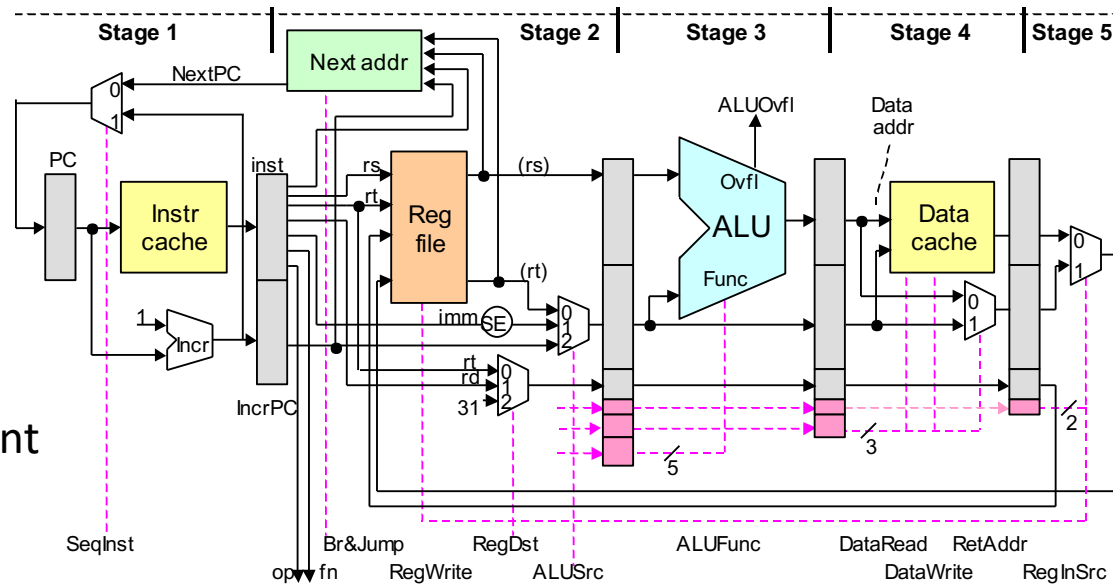 Stage 1 Stage 2 Stage 3 Stage 4 Stage 5
Next addr
NextPC
0
1
ALUOvfl
Data
addr
PC
inst
rs
rt
(rs)
Instr
cache
Reg
file
Ovfl
ALU
Func
Data
cache
0
1
(rt)
imm SE
0
1
2
0
1
1
Incr
rt
rd
31
0
1
2
IncrPC
nt
5
3
2
SeqInst
Br&Jump
RegDst
ALUFunc
DataRead
RetAddr
op fn
RegWrite
ALUSrc
DataWrite
RegInSrc